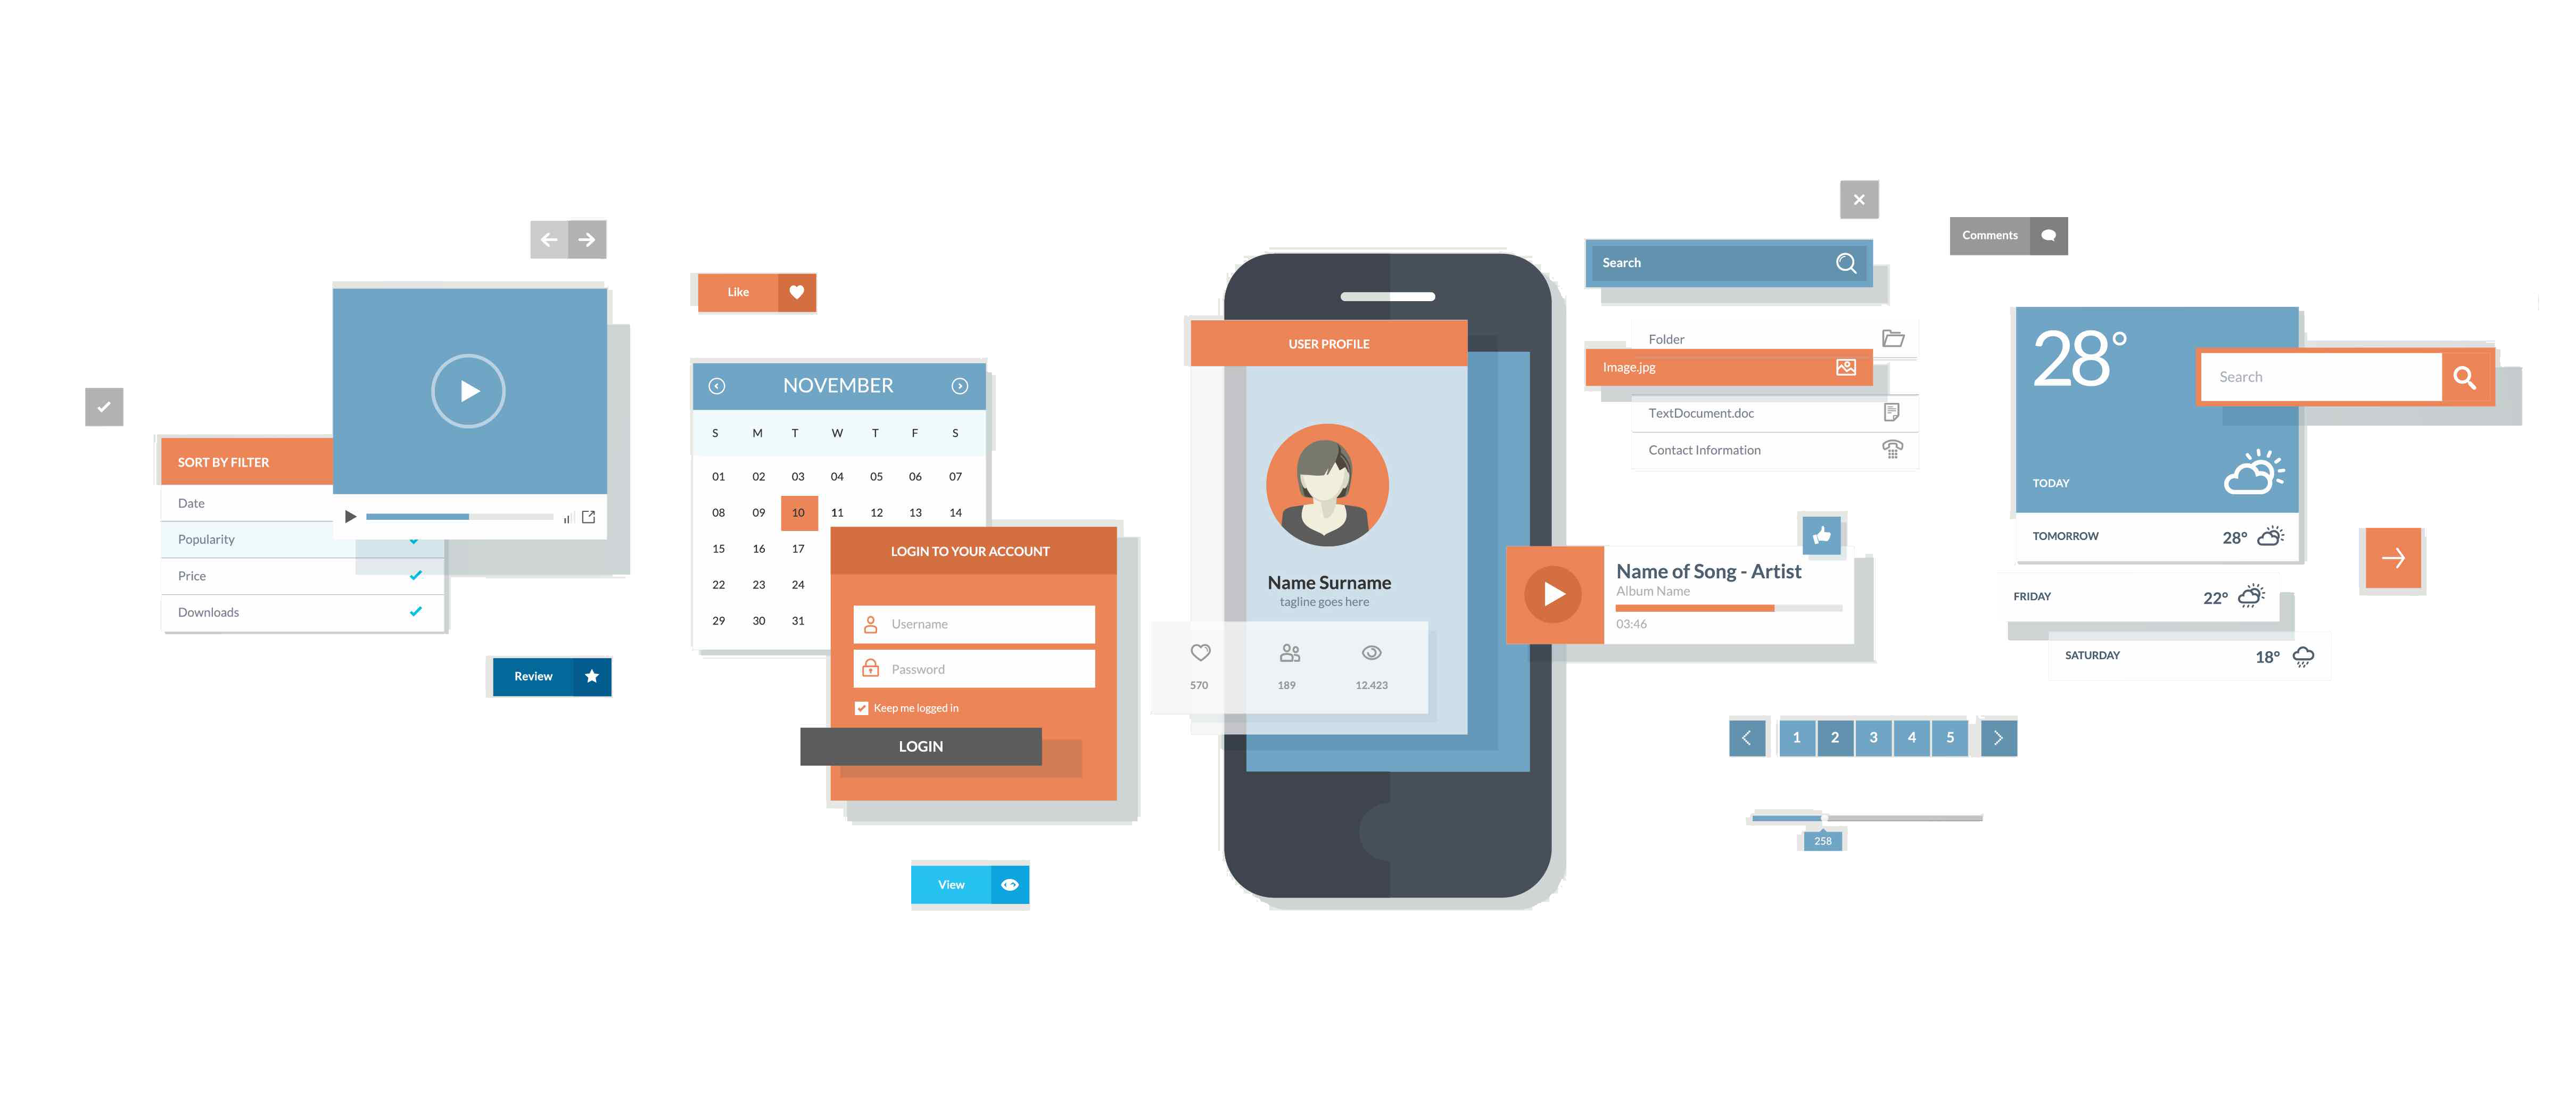 SORT BY FILTER
Date
Popularity
Price
Downloads
Review
Like
NOVEMBER
S M T W T F S
01 02 03 04 05 06 07
08 09 10 11 12 13 14
15 16 17
22 23 24
29 30 31
LOGIN TO YOUR ACCOUNT
Username
Password
Keep me logged in
LOGIN
View
USER PROFILE
Name Surname
tagline goes here
570 189 12.423
Search
Folder
Image.jpg
TextDocument.doc
Contact Information
Name of Song - Artist
Album Name
03:46
1 2 3 4 5
258
Comments
28°
Search
TODAY
TOMORROW 28°
FRIDAY 22°
SATURDAY 18°